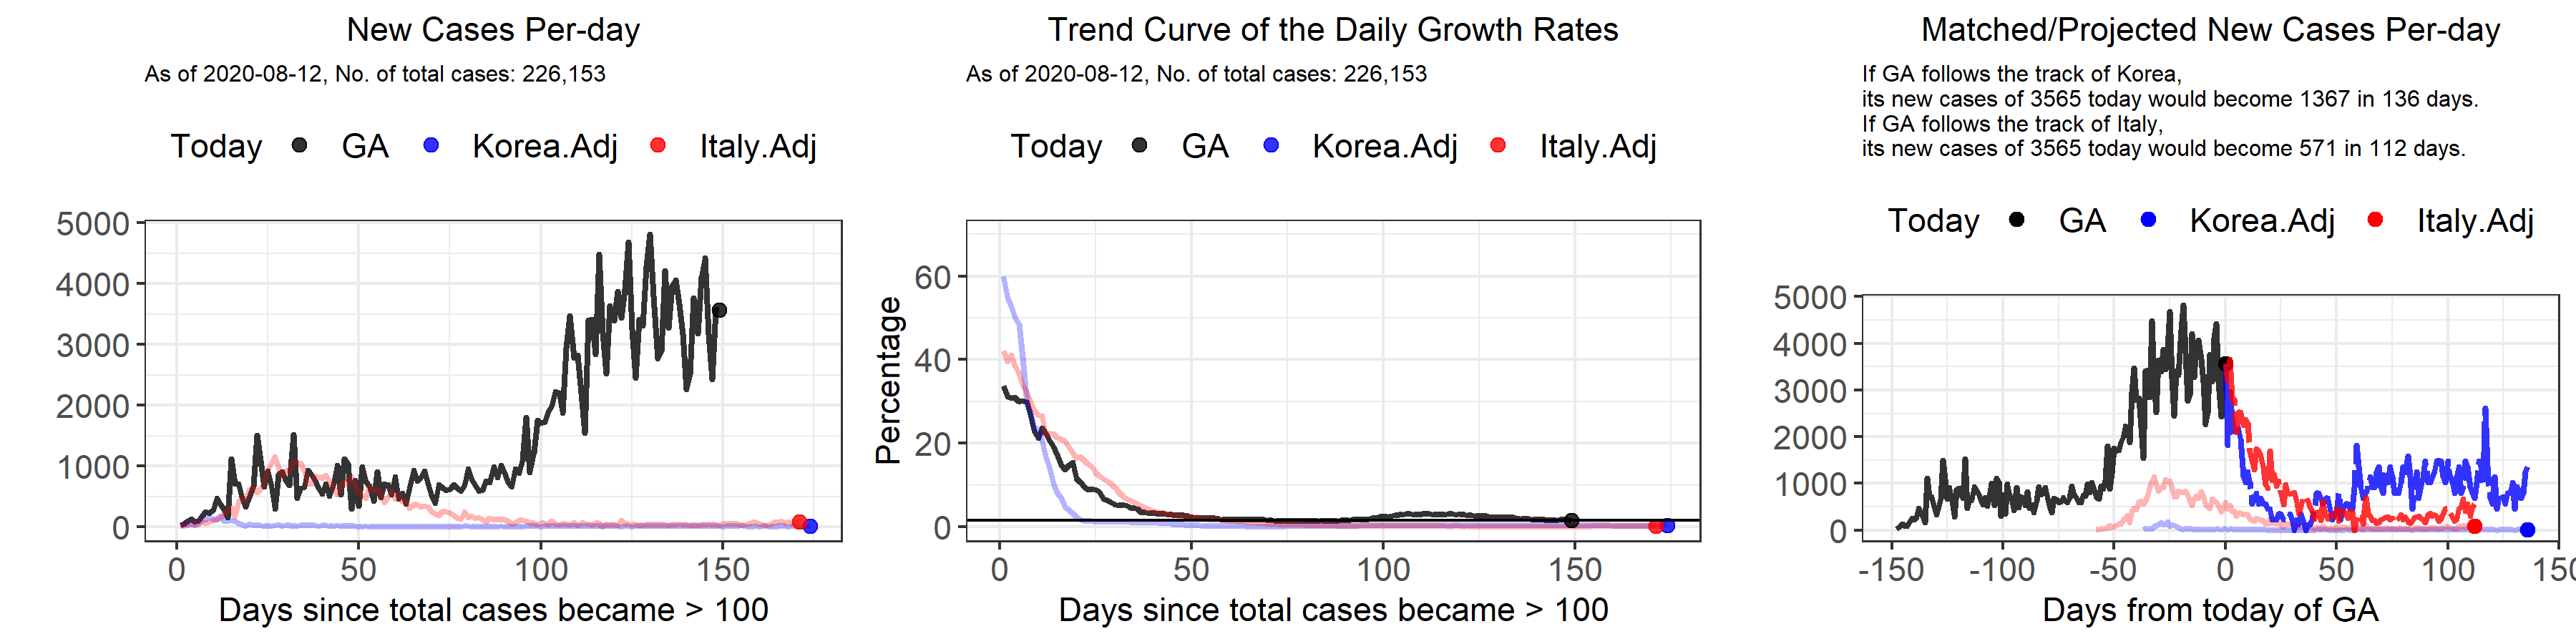 New Cases Per-day
As of 2020-08-12, No. of total cases: 226,153
Today GA Korea.Adj Italy.Adj
5000
4000
3000
2000
1000
0
0 50 100 150
Days since total cases became > 100
Trend Curve of the Daily Growth Rates
As of 2020-08-12, No. of total cases: 226,153
Today GA Korea.Adj Italy.Adj
Percentage
60
40
20
0
0 50 100 150
Days since total cases became > 100
Matched/Projected New Cases Per-day
If GA follows the track of Korea,
its new cases of 3565 today would become 1367 in 136 days.
If GA follows the track of Italy,
its new cases of 3565 today would become 571 in 112 days.
Today GA Korea.Adj Italy.Adj
5000
4000
3000
2000
1000
0
-150 -100 -50 0 50 100 150
Days from today of GA